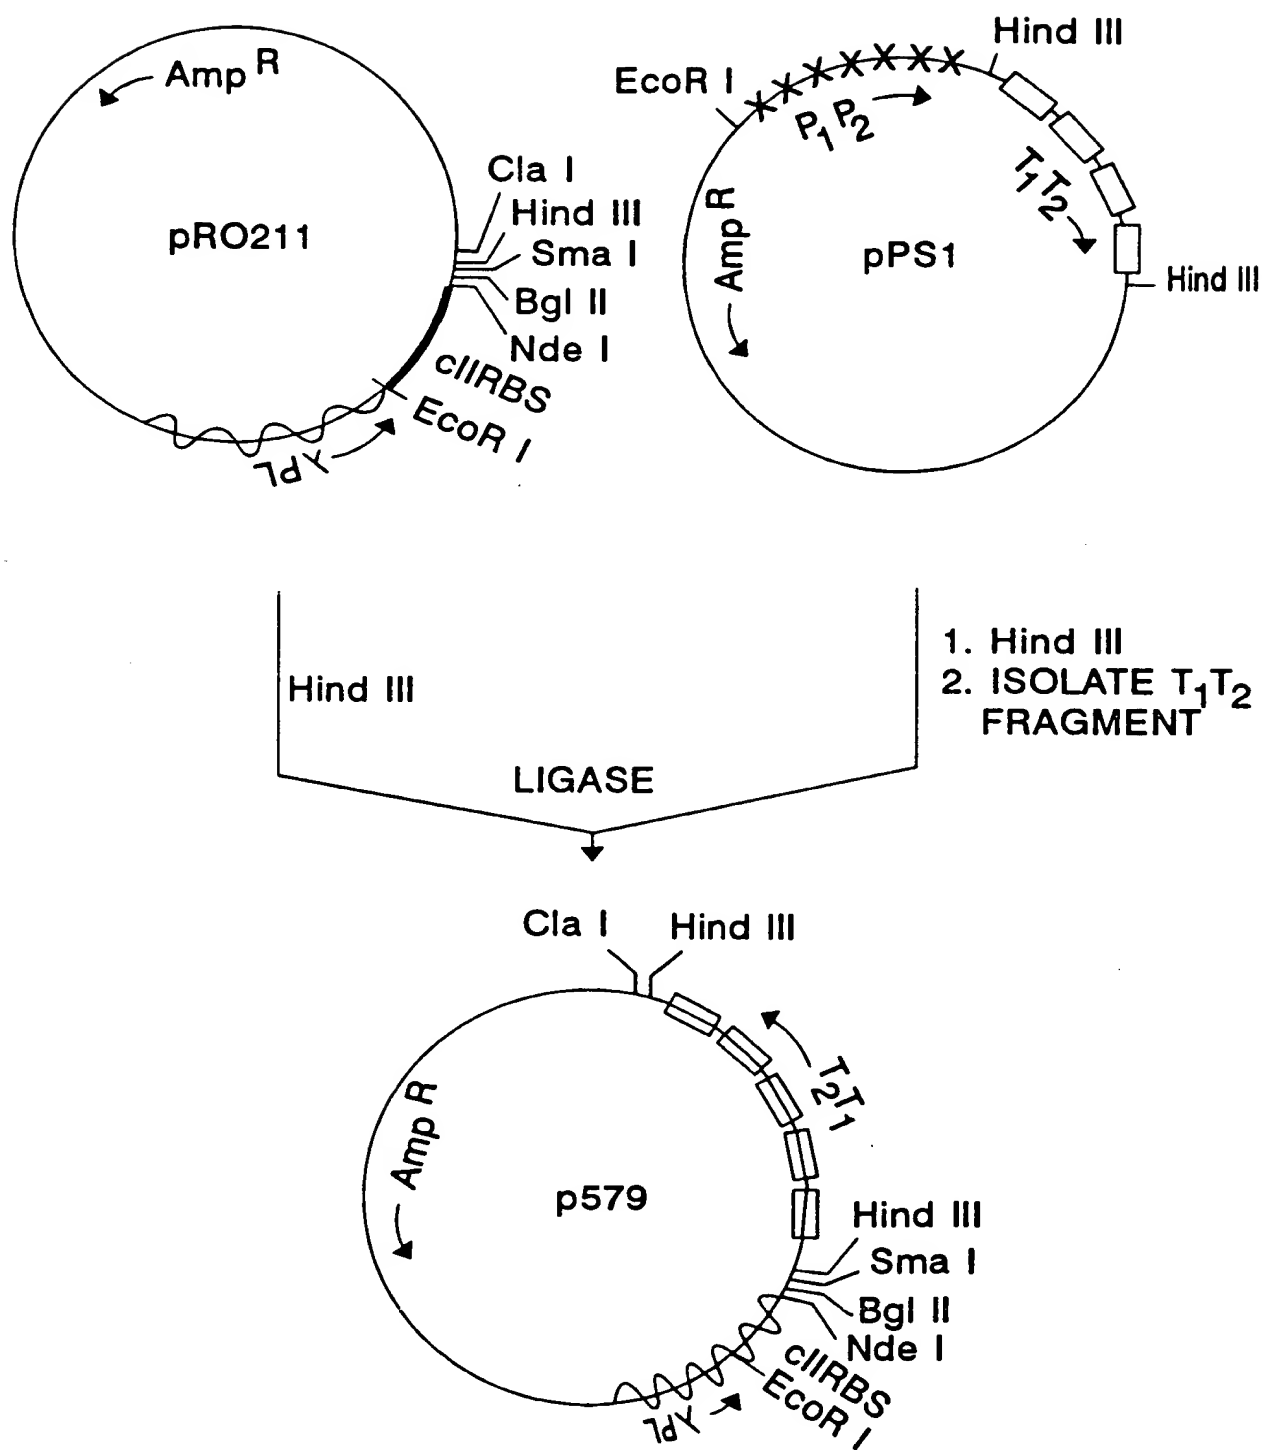 Amp R
pRO211
Cla I
Hind III
Sma I
Bgl II
Nde I
cIIRBS
EcoR I
λPL
Hind III
EcoR I
P1P2
T1T2
Amp R
pPS1
Hind III
Hind III
1. Hind III
2. ISOLATE T1T2
FRAGMENT
LIGASE
Cla I
Hind III
T2T1
Amp R
p579
Hind III
Sma I
Bgl II
Nde I
cIIRBS
EcoR I
λPL